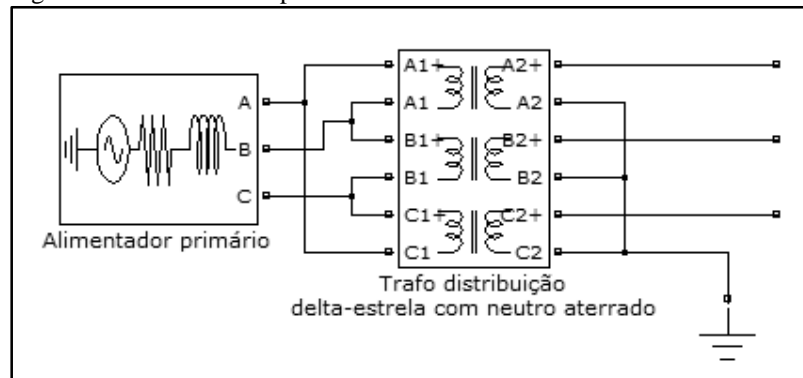 A
B
C
Alimentador primário
A1+ A2+
A1 A2
B1+ B2+
B1 B2
C1+ C2+
C1 C2
Trafo distribuição
delta-estrela com neutro aterrado